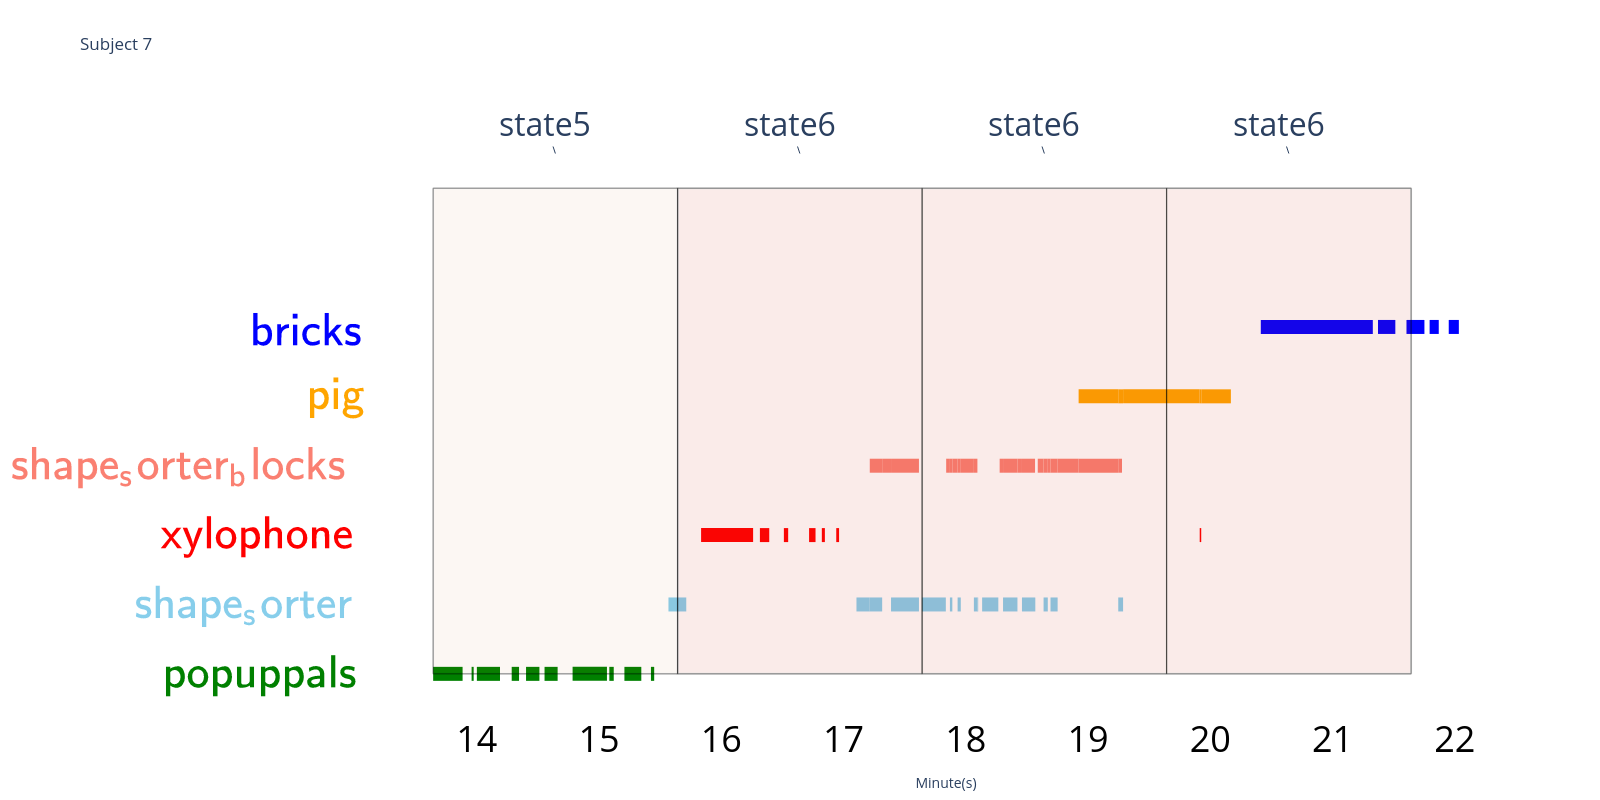 Subject 7
state5 state6 state6 state6
bricks
pig
shapesorterblocks
xylophone
shapesorter
popuppals
14 15 16 17 18 19 20 21 22
Minute(s)